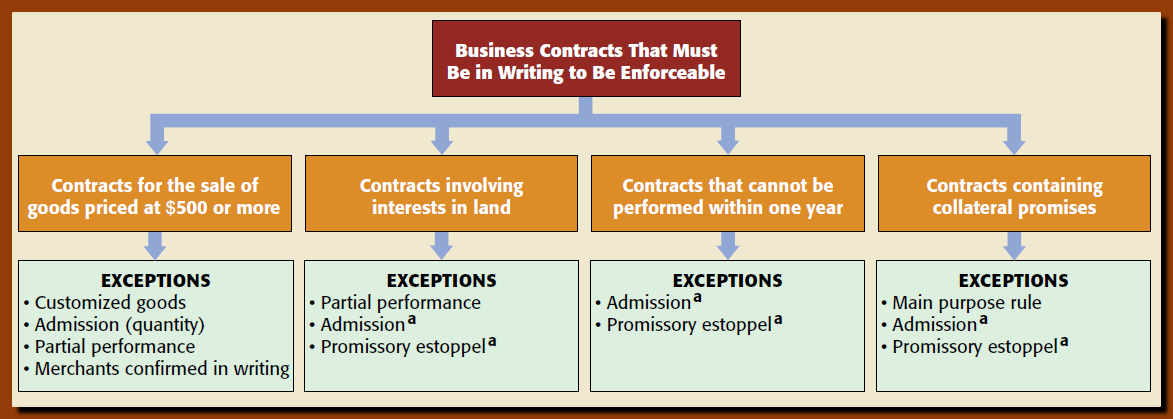 Business Contracts That Must
Be in Writing to Be Enforceable
Contracts for the sale of
goods priced at $500 or more
EXCEPTIONS
• Customized goods
• Admission (quantity)
• Partial performance
• Merchants confirmed in writing
Contracts involving
interests in land
EXCEPTIONS
• Partial performance
• Admission a
• Promissory estoppel a
Contracts that cannot be
performed within one year
EXCEPTIONS
• Admission a
• Promissory estoppel a
Contracts containing
collateral promises
EXCEPTIONS
• Main purpose rule
• Admission a
• Promissory estoppel a